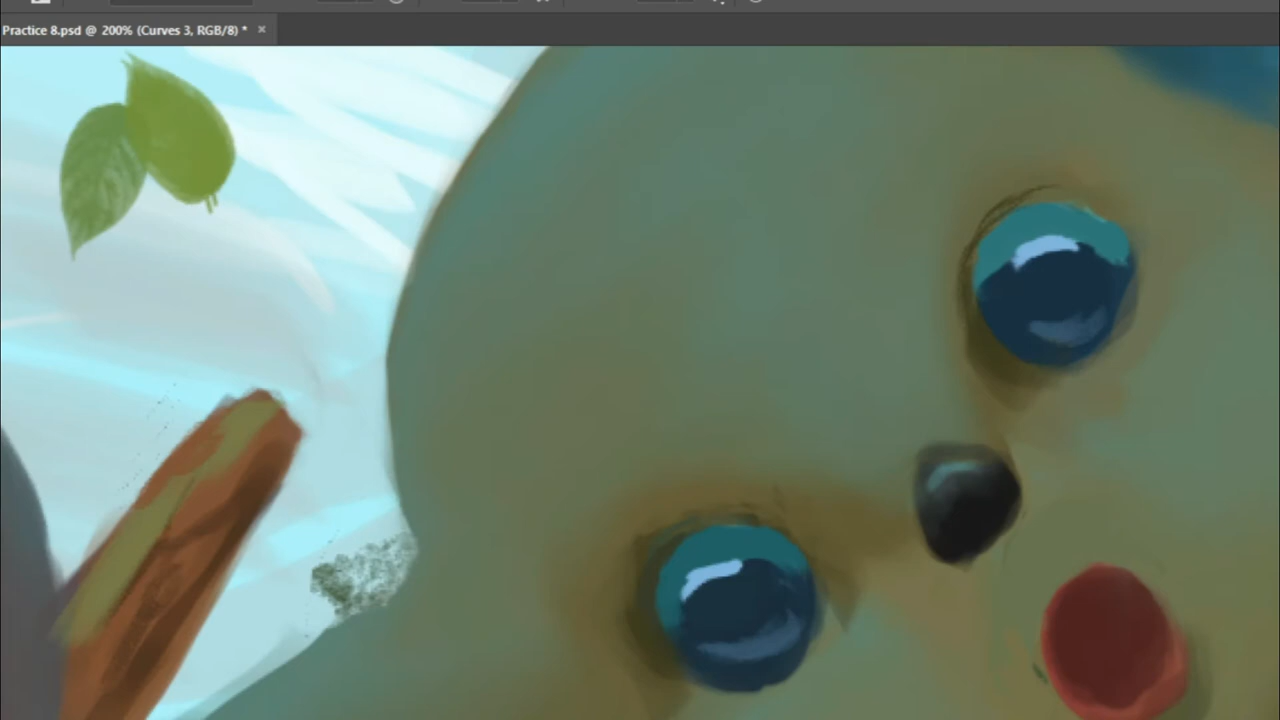 Practice 8.psd @ 200% (Curves 3, RGB/8) *